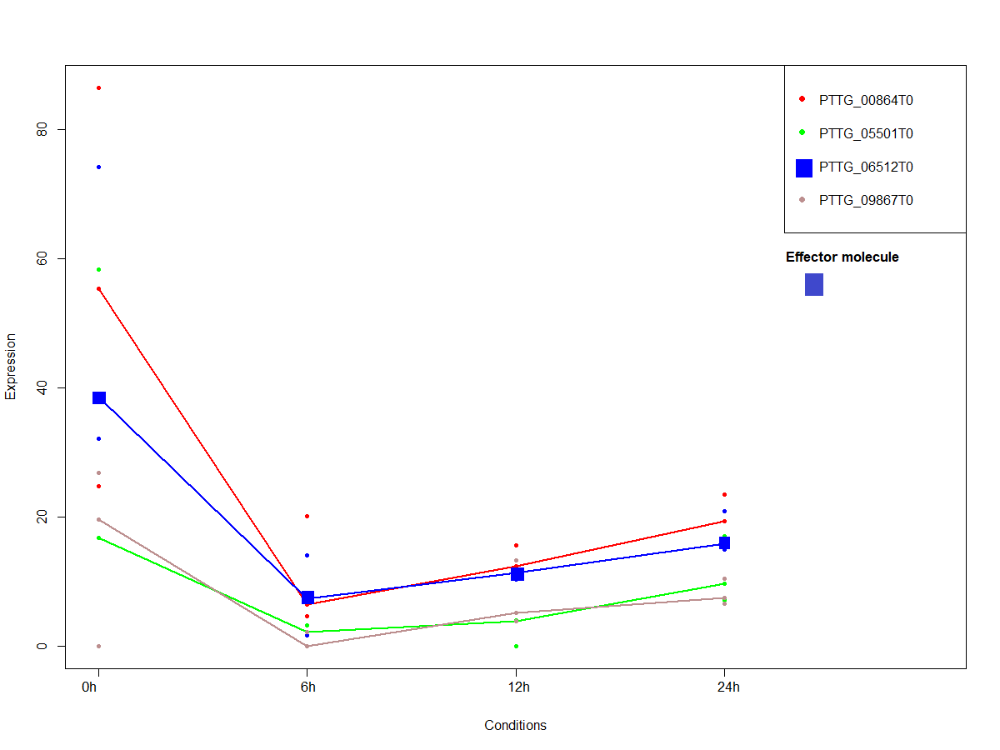 PTTG_00864T0
PTTG_05501T0
PTTG_06512T0
PTTG_09867T0
Effector molecule
Expression
80
60
40
20
0
0h 6h 12h 24h
Conditions